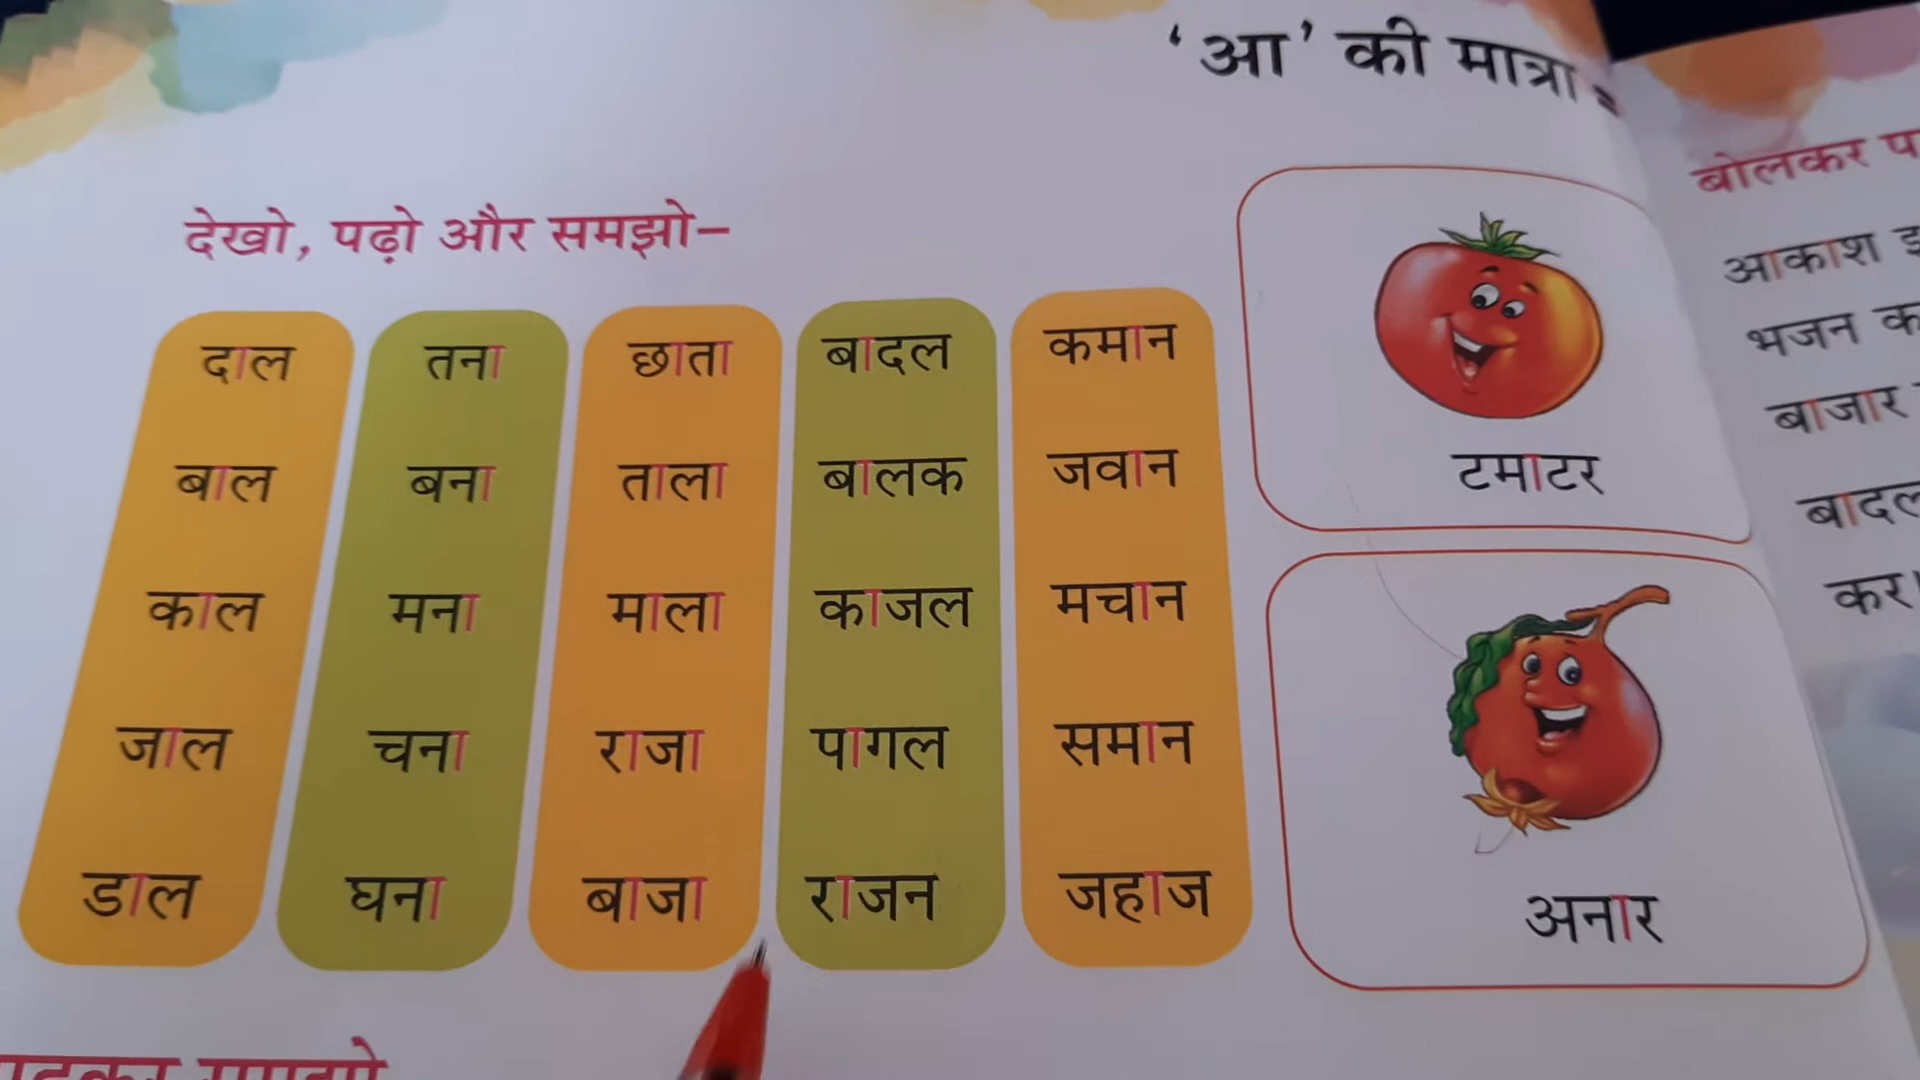 ‘आ’ की मात्रा
देखो, पढ़ो और समझो–
दाल तना छाता बादल कमान
बाल बना ताला बालक जवान
काल मना माला काजल मचान
जाल चना राजा पागल समान
डाल घना बाजा राजन जहाज
टमाटर
अनार
बोलकर
आकाश
भजन
बाजार
बादल
कर।